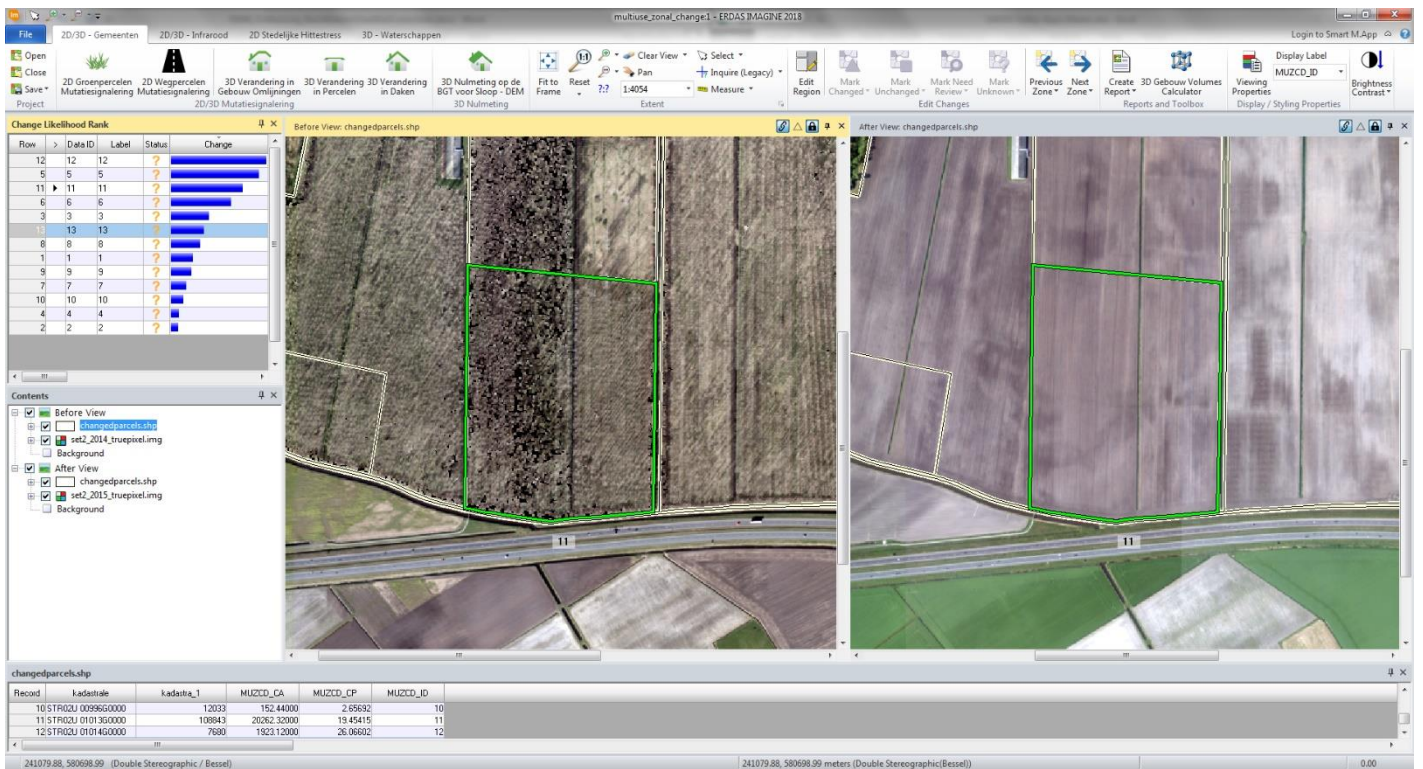 multiuse_zonal_change:1 - ERDAS IMAGINE 2018
File 2D/3D - Gemeenten 2D/3D - Infrarood 2D Stedelijke Hittestress 3D - Waterschappen Login to Smart M.App
Open
Close
Save
Project
2D Groenpercelen Mutatiesignalering
2D Wegpercelen Mutatiesignalering
3D Verandering in Gebouw Omlijningen
3D Verandering in Percelen
3D Verandering in Daken
2D/3D Mutatiesignalering
3D Nulmeting op de BGT voor Sloop - DEM
3D Nulmeting
Fit to Frame
Reset
1:1
Clear View
Pan
?:?
1:4054
Select
Inquire (Legacy)
Measure
Extent
Edit Region
Mark Changed
Mark Unchanged
Mark Need Review
Mark Unknown
Previous Zone
Next Zone
Edit Changes
Create Report
3D Gebouw Volumes Calculator
Reports and Toolbox
Viewing Properties
Display Label
MUZCD_ID
Brightness Contrast
Display / Styling Properties
Change Likelihood Rank
Row > Data ID Label Status Change
12 12 12 ?
5 5 5 ?
11 11 11 ?
6 6 6 ?
3 3 3 ?
13 13 13 ?
8 8 8 ?
1 1 1 ?
9 9 9 ?
7 7 7 ?
10 10 10 ?
4 4 4 ?
2 2 2 ?
Contents
Before View
changedparcels.shp
set2_2014_truepixel.img
Background
After View
changedparcels.shp
set2_2015_truepixel.img
Background
Before View: changedparcels.shp
11
After View: changedparcels.shp
11
changedparcels.shp
Record kadastrale kadastra_1 MUZCD_CA MUZCD_CP MUZCD_ID
10 STR02U 00996G0000 12033 152.44000 2.65692 10
11 STR02U 01013G0000 108843 20262.32000 19.45415 11
12 STR02U 01014G0000 7680 1923.12000 26.06602 12
241079.88, 580698.99 (Double Stereographic / Bessel)
241079.88, 580698.99 meters (Double Stereographic(Bessel))
0.00